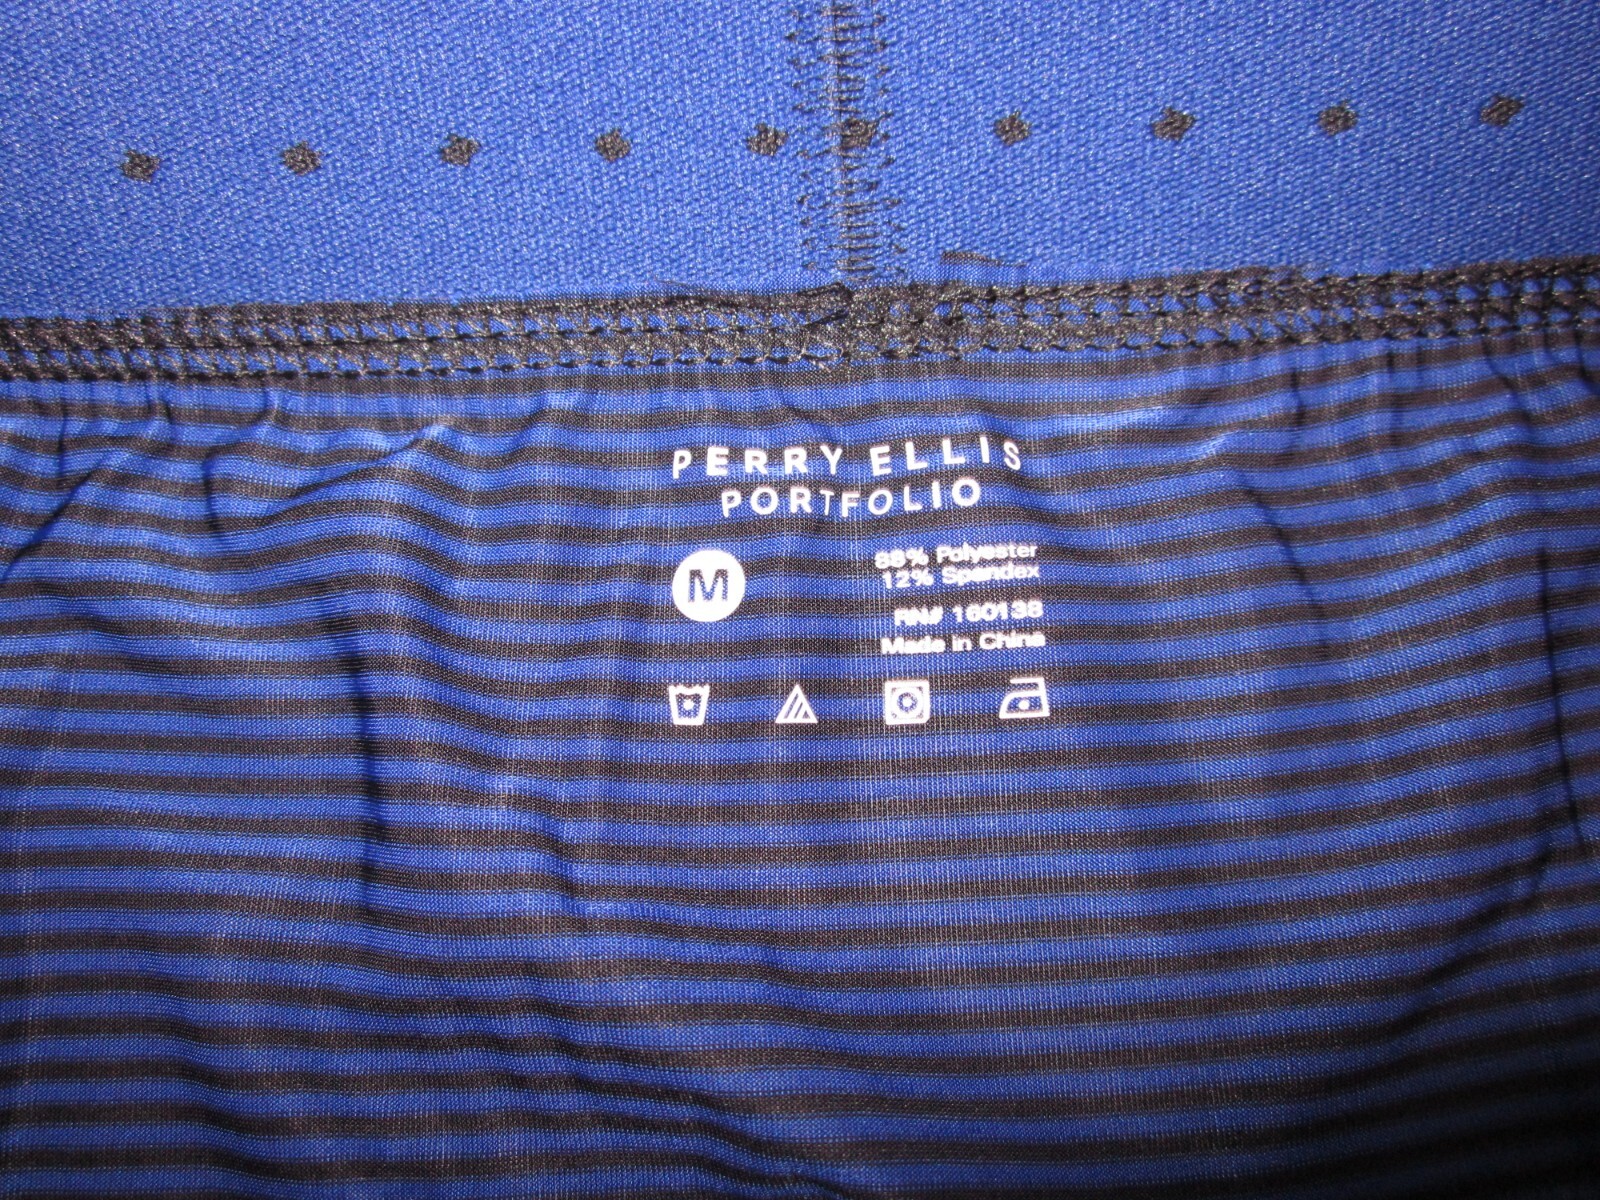 PERRY ELLIS
PORTFOLIO
M
88% Polyester
12% Spandex
RN# 160138
Made in China